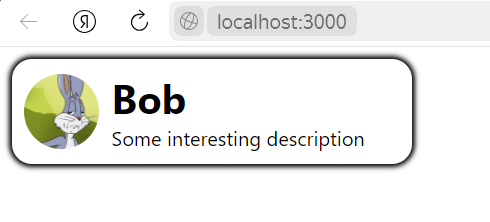 Я
localhost:3000
Bob
Some interesting description